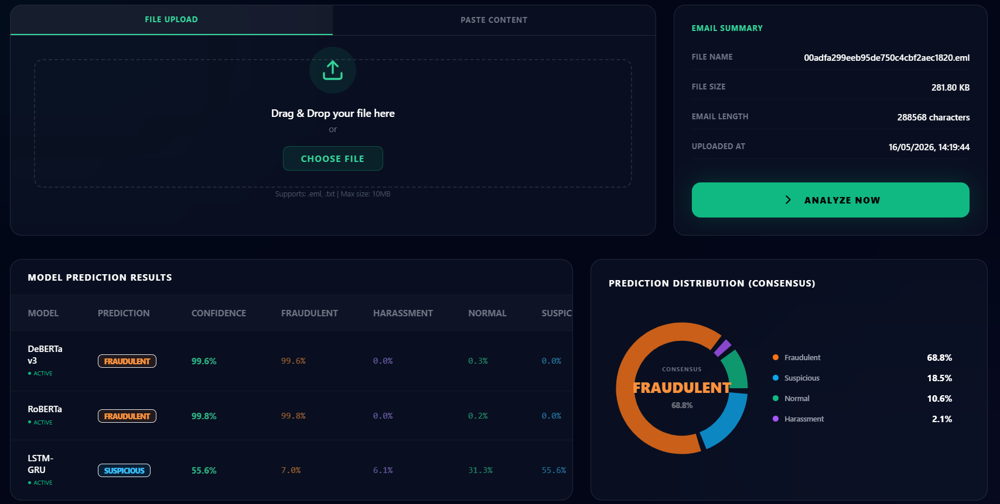 FILE UPLOAD
PASTE CONTENT
Drag & Drop your file here
or
CHOOSE FILE
Supports: .eml, .txt | Max size: 10MB
EMAIL SUMMARY
FILE NAME 00adfa299eeb95de750c4cbf2aec1820.eml
FILE SIZE 281.80 KB
EMAIL LENGTH 288568 characters
UPLOADED AT 16/05/2026, 14:19:44
ANALYZE NOW
MODEL PREDICTION RESULTS
MODEL PREDICTION CONFIDENCE FRAUDULENT HARASSMENT NORMAL SUSPIC
DeBERTa
v3
ACTIVE
FRAUDULENT 99.6% 99.6% 0.0% 0.3% 0.0%
RoBERTa
ACTIVE
FRAUDULENT 99.8% 99.8% 0.0% 0.2% 0.0%
LSTM-
GRU
ACTIVE
SUSPICIOUS 55.6% 7.0% 6.1% 31.3% 55.6%
PREDICTION DISTRIBUTION (CONSENSUS)
CONSENSUS
FRAUDULENT
68.8%
Fraudulent 68.8%
Suspicious 18.5%
Normal 10.6%
Harassment 2.1%